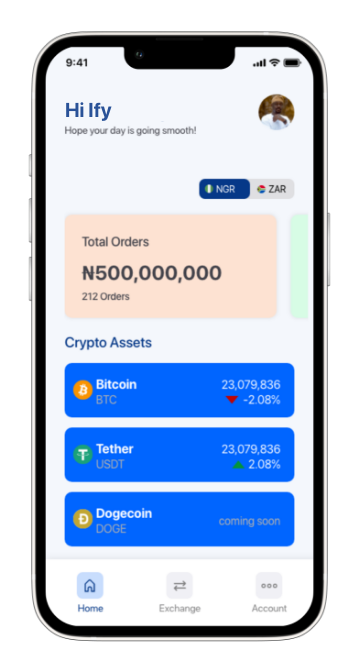 9:41
Hi Ify
Hope your day is going smooth!
NGR
ZAR
Total Orders
₦500,000,000
212 Orders
Crypto Assets
Bitcoin 23,079,836
BTC -2.08%
Tether 23,079,836
USDT 2.08%
Dogecoin
DOGE coming soon
Home Exchange Account